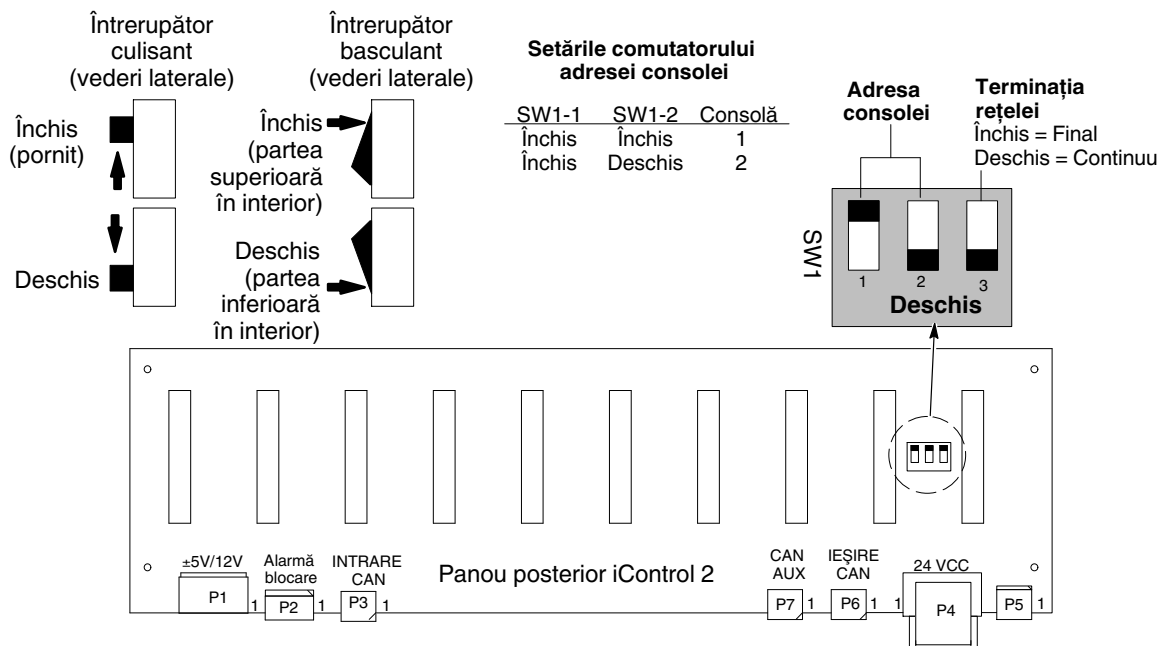 Întrerupător
culisant
(vederi laterale)
Închis
(pornit)
Deschis
Întrerupător
basculant
(vederi laterale)
Închis
(partea
superioară
în interior)
Deschis
(partea
inferioară
în interior)
Setările comutatorului
adresei consolei
SW1-1 SW1-2 Consolă
Închis Închis 1
Închis Deschis 2
Adresa
consolei
Terminația
rețelei
Închis = Final
Deschis = Continuu
SW1
1 2 3
Deschis
±5V/12V
P1 1
Alarmă
blocare
P2 1
INTRARE
CAN
P3 1
Panou posterior iControl 2
CAN
AUX
P7 1
IEȘIRE
CAN
P6 1
24 VCC
1 P4
P5 1